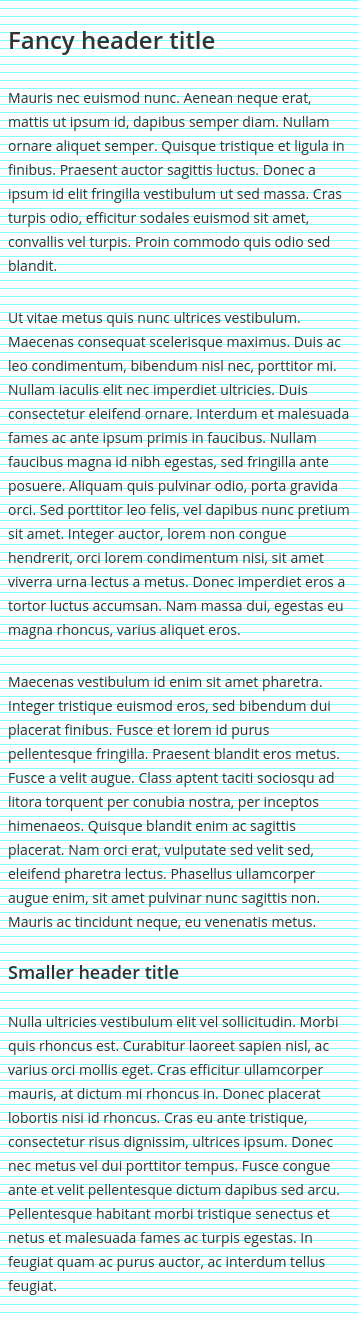 Fancy header title
Mauris nec euismod nunc. Aenean neque erat,
mattis ut ipsum id, dapibus semper diam. Nullam
ornare aliquet semper. Quisque tristique et ligula in
finibus. Praesent auctor sagittis luctus. Donec a
ipsum id elit fringilla vestibulum ut sed massa. Cras
turpis odio, efficitur sodales euismod sit amet,
convallis vel turpis. Proin commodo quis odio sed
blandit.
Ut vitae metus quis nunc ultrices vestibulum.
Maecenas consequat scelerisque maximus. Duis ac
leo condimentum, bibendum nisl nec, porttitor mi.
Nullam iaculis elit nec imperdiet ultricies. Duis
consectetur eleifend ornare. Interdum et malesuada
fames ac ante ipsum primis in faucibus. Nullam
faucibus magna id nibh egestas, sed fringilla ante
posuere. Aliquam quis pulvinar odio, porta gravida
orci. Sed porttitor leo felis, vel dapibus nunc pretium
sit amet. Integer auctor, lorem non congue
hendrerit, orci lorem condimentum nisi, sit amet
viverra urna lectus a metus. Donec imperdiet eros a
tortor luctus accumsan. Nam massa dui, egestas eu
magna rhoncus, varius aliquet eros.
Maecenas vestibulum id enim sit amet pharetra.
Integer tristique euismod eros, sed bibendum dui
placerat finibus. Fusce et lorem id purus
pellentesque fringilla. Praesent blandit eros metus.
Fusce a velit augue. Class aptent taciti sociosqu ad
litora torquent per conubia nostra, per inceptos
himenaeos. Quisque blandit enim ac sagittis
placerat. Nam orci erat, vulputate sed velit sed,
eleifend pharetra lectus. Phasellus ullamcorper
augue enim, sit amet pulvinar nunc sagittis non.
Mauris ac tincidunt neque, eu venenatis metus.
Smaller header title
Nulla ultricies vestibulum elit vel sollicitudin. Morbi
quis rhoncus est. Curabitur laoreet sapien nisl, ac
varius orci mollis eget. Cras efficitur ullamcorper
mauris, at dictum mi rhoncus in. Donec placerat
lobortis nisi id rhoncus. Cras eu ante tristique,
consectetur risus dignissim, ultrices ipsum. Donec
nec metus vel dui porttitor tempus. Fusce congue
ante et velit pellentesque dictum dapibus sed arcu.
Pellentesque habitant morbi tristique senectus et
netus et malesuada fames ac turpis egestas. In
feugiat quam ac purus auctor, ac interdum tellus
feugiat.